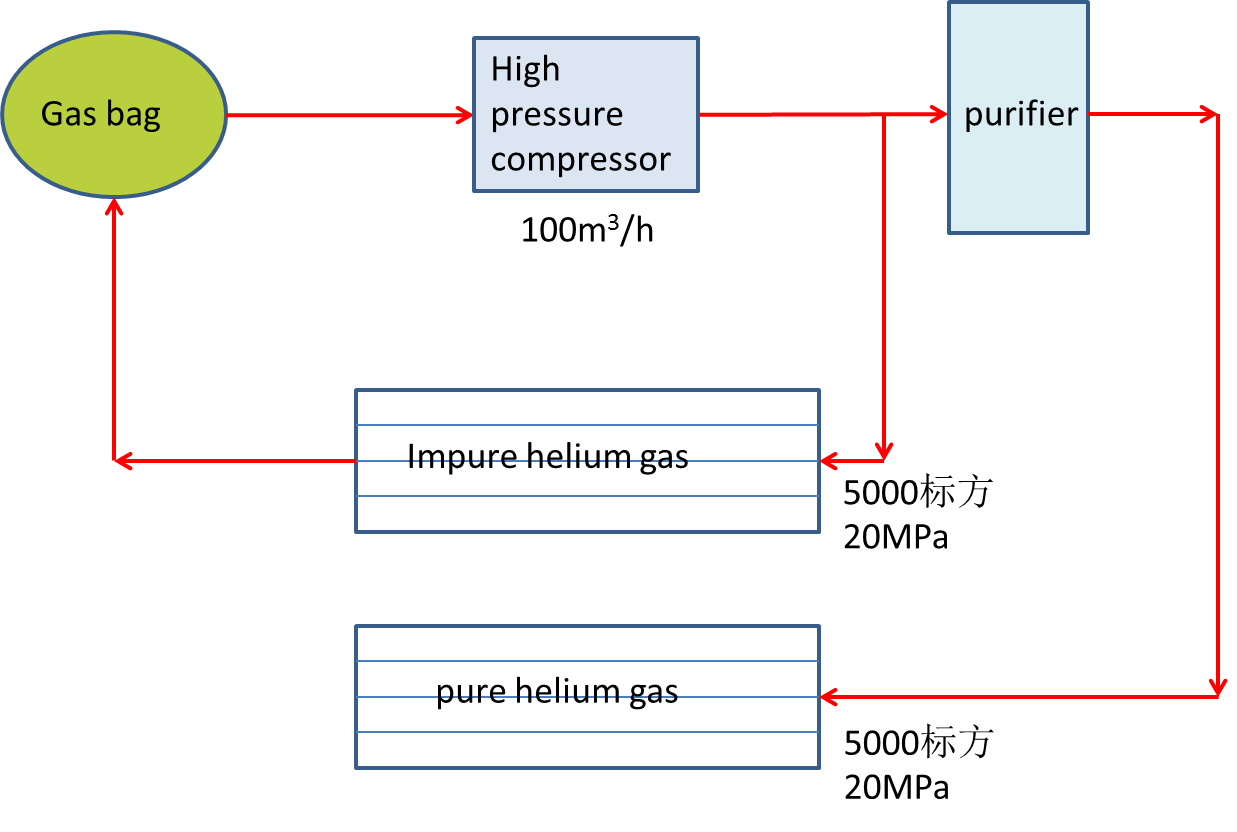 Gas bag
High
pressure
compressor
purifier
100m³/h
Impure helium gas
5000标方
20MPa
pure helium gas
5000标方
20MPa